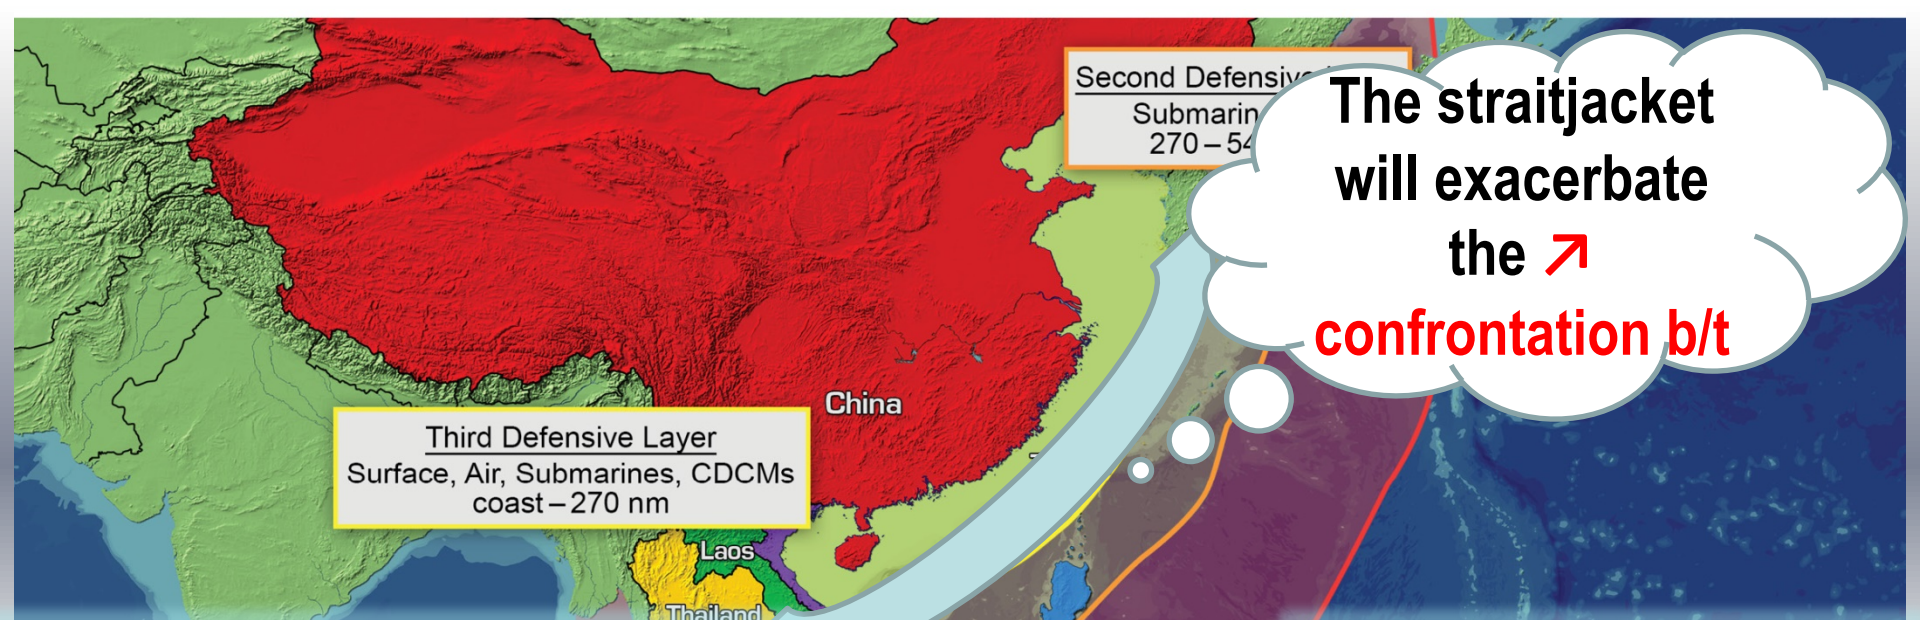 Second Defensive
Submarin
270 – 54
The straitjacket
will exacerbate
the ↗
confrontation b/t
China
Third Defensive Layer
Surface, Air, Submarines, CDCMs
coast – 270 nm
Laos
Thailand